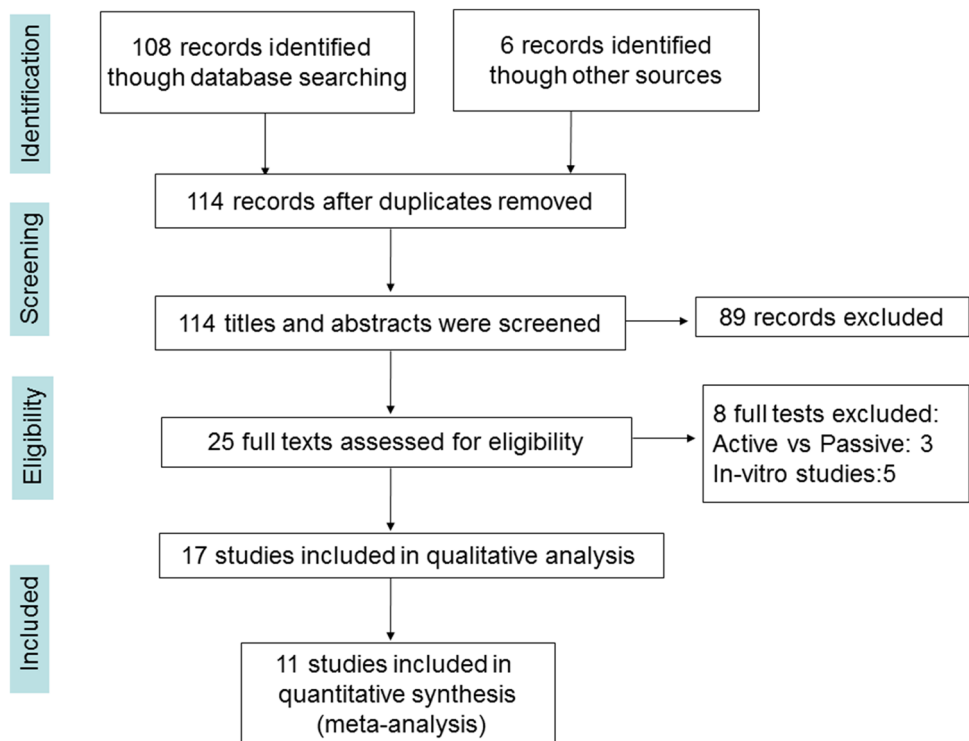 Identification
108 records identified
though database searching
6 records identified
though other sources
114 records after duplicates removed
Screening
114 titles and abstracts were screened
89 records excluded
Eligibility
25 full texts assessed for eligibility
8 full tests excluded:
Active vs Passive: 3
In-vitro studies:5
17 studies included in qualitative analysis
Included
11 studies included in
quantitative synthesis
(meta-analysis)